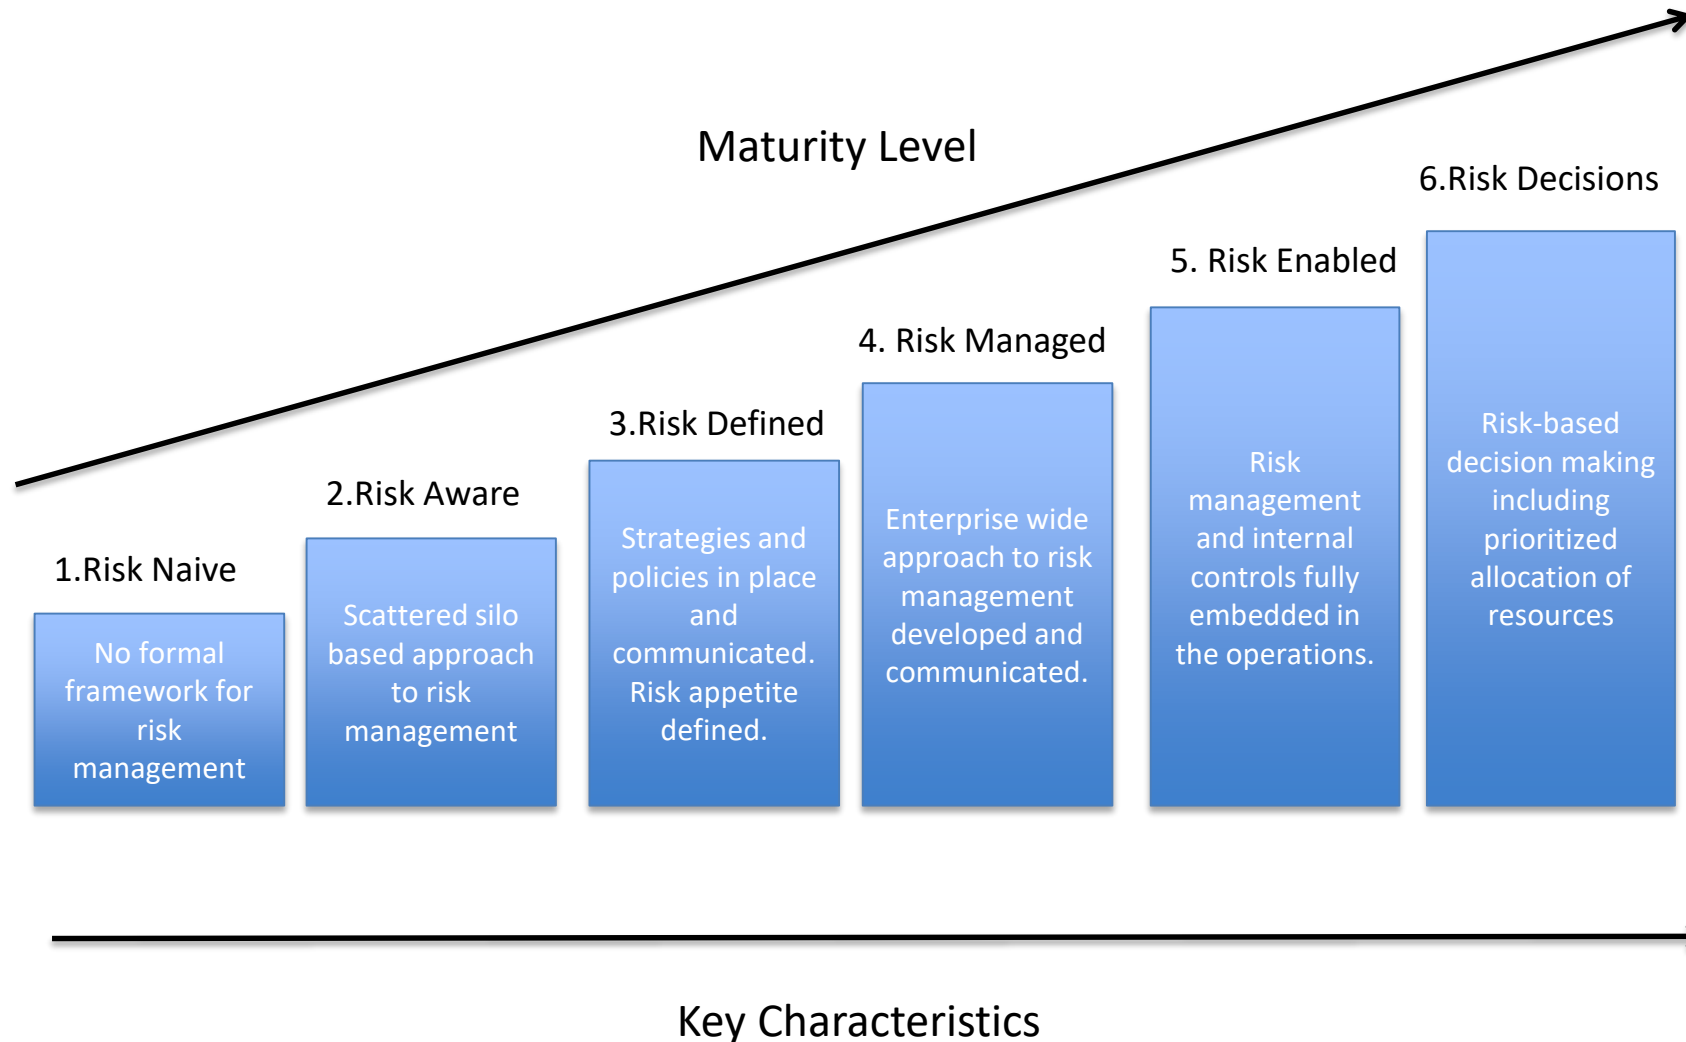 Maturity Level
6.Risk Decisions
5. Risk Enabled
4. Risk Managed
3.Risk Defined
2.Risk Aware
1.Risk Naive
No formal
framework for
risk
management
Scattered silo
based approach
to risk
management
Strategies and
policies in place
and
communicated.
Risk appetite
defined.
Enterprise wide
approach to risk
management
developed and
communicated.
Risk
management
and internal
controls fully
embedded in
the operations.
Risk-based
decision making
including
prioritized
allocation of
resources
Key Characteristics